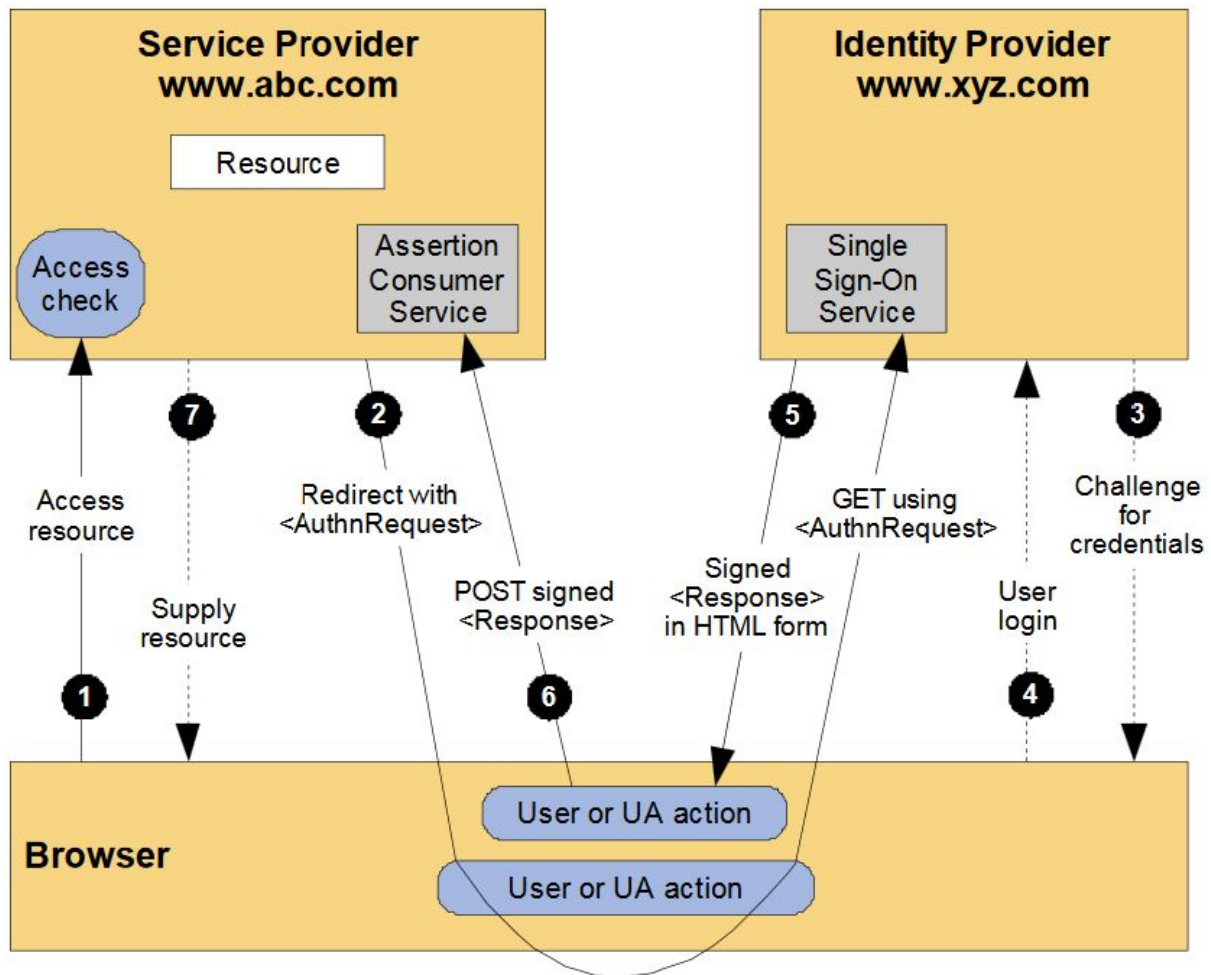 Service Provider
www.abc.com
Resource
Access
check
Assertion
Consumer
Service
Identity Provider
www.xyz.com
Single
Sign-On
Service
7
2
5
3
Access
resource
Redirect with
<AuthnRequest>
GET using
<AuthnRequest>
Challenge
for
credentials
Supply
resource
POST signed
<Response>
Signed
<Response>
in HTML form
User
login
1
6
4
User or UA action
Browser
User or UA action